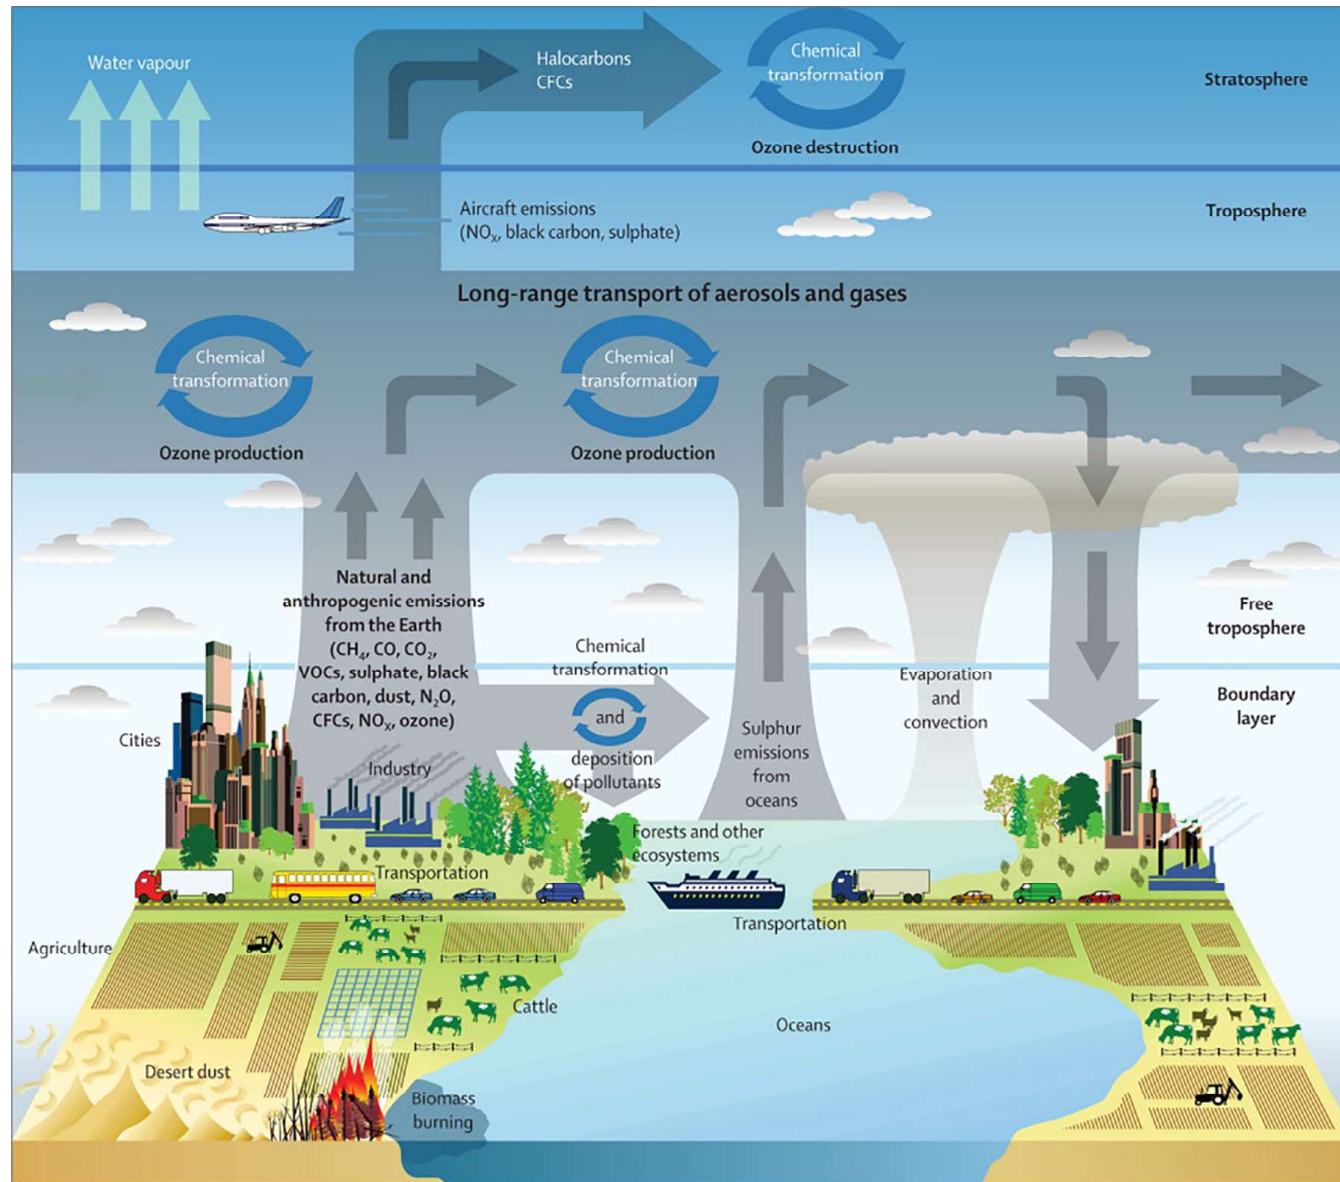 Water vapour
Halocarbons
CFCs
Chemical
transformation
Ozone destruction
Stratosphere
Aircraft emissions
(NOₓ, black carbon, sulphate)
Troposphere
Long-range transport of aerosols and gases
Chemical
transformation
Ozone production
Chemical
transformation
Ozone production
Natural and
anthropogenic emissions
from the Earth
(CH₄, CO, CO₂,
VOCs, sulphate, black
carbon, dust, N₂O,
CFCs, NOₓ, ozone)
Chemical
transformation
and
deposition
of pollutants
Sulphur
emissions
from
oceans
Evaporation
and
convection
Free
troposphere
Boundary
layer
Cities
Industry
Forests and other
ecosystems
Transportation
Transportation
Agriculture
Cattle
Oceans
Desert dust
Biomass
burning